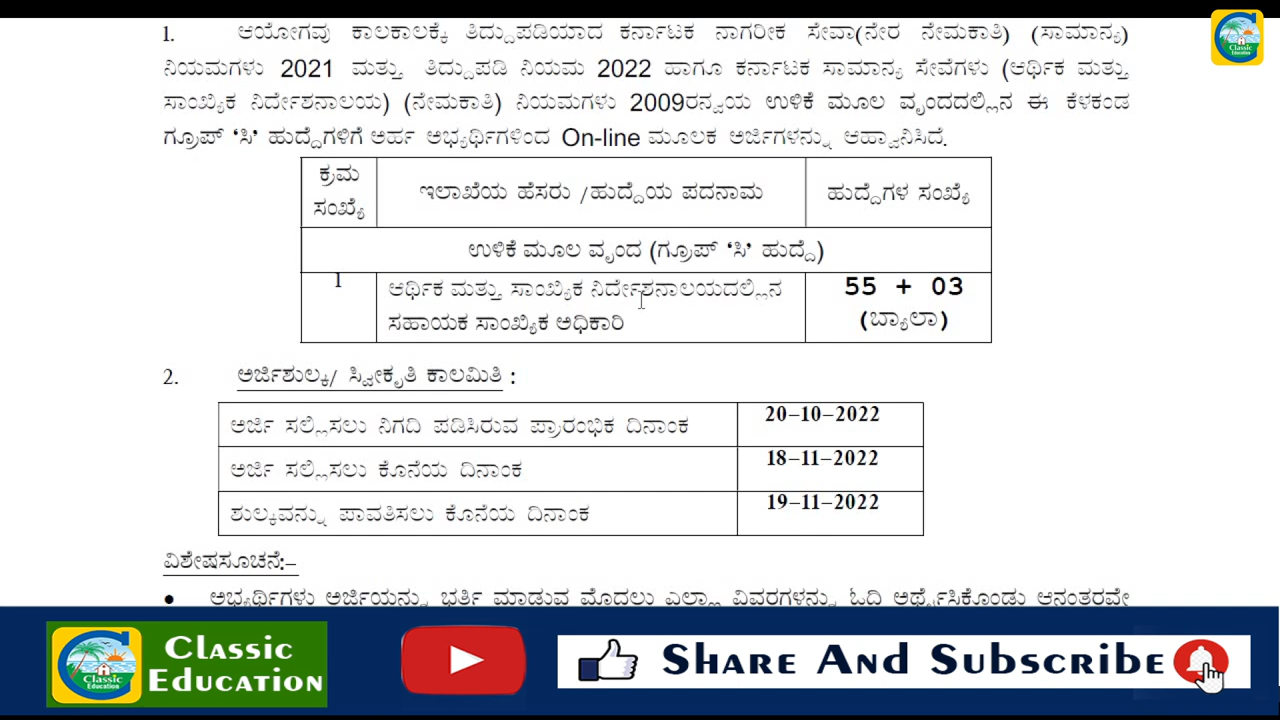 1. ಆಯೋಗವು ಕಾಲಕಾಲಕ್ಕೆ ತಿದ್ದುಪಡಿಯಾದ ಕರ್ನಾಟಕ ನಾಗರೀಕ ಸೇವಾ(ನೇರ ನೇಮಕಾತಿ) (ಸಾಮಾನ್ಯ)
ನಿಯಮಗಳು 2021 ಮತ್ತು ತಿದ್ದುಪಡಿ ನಿಯಮ 2022 ಹಾಗೂ ಕರ್ನಾಟಕ ಸಾಮಾನ್ಯ ಸೇವೆಗಳು (ಆರ್ಥಿಕ ಮತ್ತು
ಸಾಂಖ್ಯಿಕ ನಿರ್ದೇಶನಾಲಯ) (ನೇಮಕಾತಿ) ನಿಯಮಗಳು 2009ರನ್ವಯ ಉಳಿಕೆ ಮೂಲ ವೃಂದದಲ್ಲಿನ ಈ ಕೆಳಕಂಡ
ಗ್ರೂಪ್ ‘ಸಿ’ ಹುದ್ದೆಗಳಿಗೆ ಅರ್ಹ ಅಭ್ಯರ್ಥಿಗಳಿಂದ On-line ಮೂಲಕ ಅರ್ಜಿಗಳನ್ನು ಆಹ್ವಾನಿಸಿದೆ.
ಕ್ರಮ ಸಂಖ್ಯೆ ಇಲಾಖೆಯ ಹೆಸರು /ಹುದ್ದೆಯ ಪದನಾಮ ಹುದ್ದೆಗಳ ಸಂಖ್ಯೆ
ಉಳಿಕೆ ಮೂಲ ವೃಂದ (ಗ್ರೂಪ್ ‘ಸಿ’ ಹುದ್ದೆ)
1 ಆರ್ಥಿಕ ಮತ್ತು ಸಾಂಖ್ಯಿಕ ನಿರ್ದೇಶನಾಲಯದಲ್ಲಿನ 55 + 03
ಸಹಾಯಕ ಸಾಂಖ್ಯಿಕ ಅಧಿಕಾರಿ (ಬ್ಯಾಲಾ)
2. ಅರ್ಜಿಶುಲ್ಕ/ ಸ್ವೀಕೃತಿ ಕಾಲಮಿತಿ :
ಅರ್ಜಿ ಸಲ್ಲಿಸಲು ನಿಗದಿ ಪಡಿಸಿರುವ ಪ್ರಾರಂಭಿಕ ದಿನಾಂಕ 20-10-2022
ಅರ್ಜಿ ಸಲ್ಲಿಸಲು ಕೊನೆಯ ದಿನಾಂಕ 18-11-2022
ಶುಲ್ಕವನ್ನು ಪಾವತಿಸಲು ಕೊನೆಯ ದಿನಾಂಕ 19-11-2022
ವಿಶೇಷಸೂಚನೆ:-
• ಅಭ್ಯರ್ಥಿಗಳು ಅರ್ಜಿಯನ್ನು ಭರ್ತಿ ಮಾಡುವ ಮೊದಲು ಎಲ್ಲಾ ವಿವರಗಳನ್ನು ಓದಿ ಅರ್ಥೈಸಿಕೊಂಡು ಆನಂತರವೇ
Classic Education
Classic
Education
Classic Education
Share And Subscribe